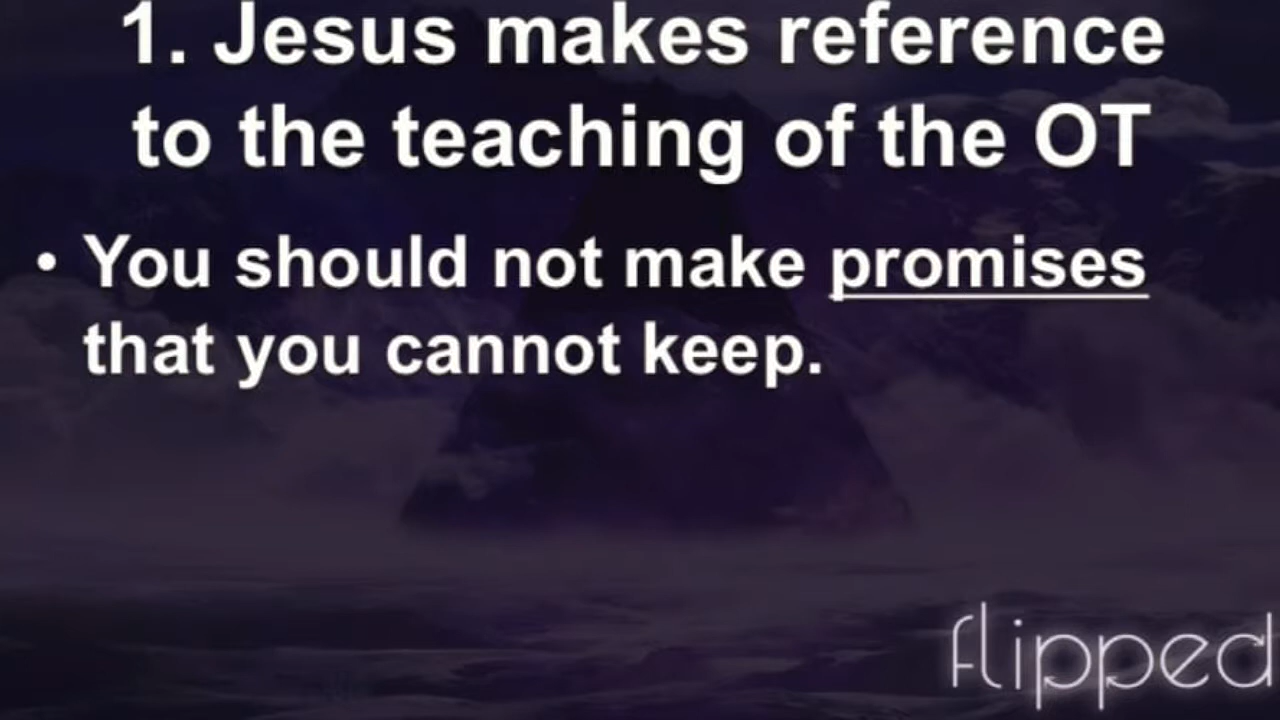 1. Jesus makes reference
to the teaching of the OT
• You should not make promises
that you cannot keep.
flipped